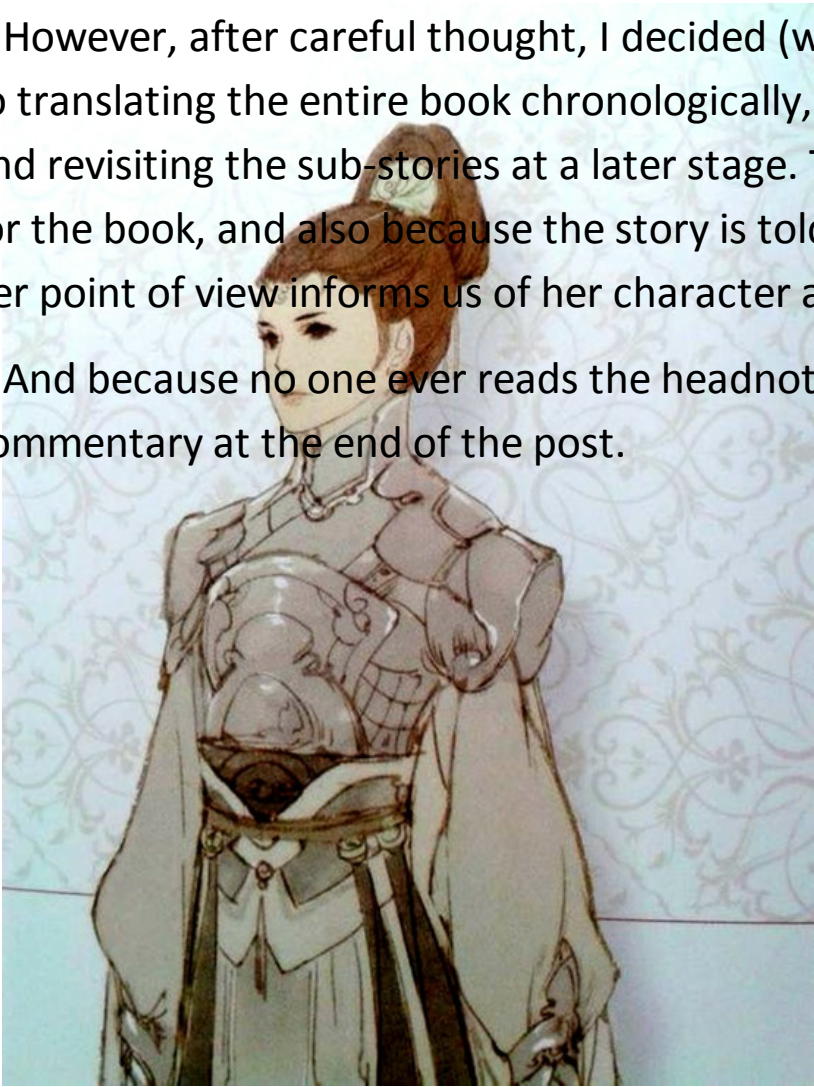 However, after careful thought, I decided (w
o translating the entire book chronologically,
nd revisiting the sub-stories at a later stage. T
or the book, and also because the story is told
er point of view informs us of her character a
And because no one ever reads the headnot
ommentary at the end of the post.